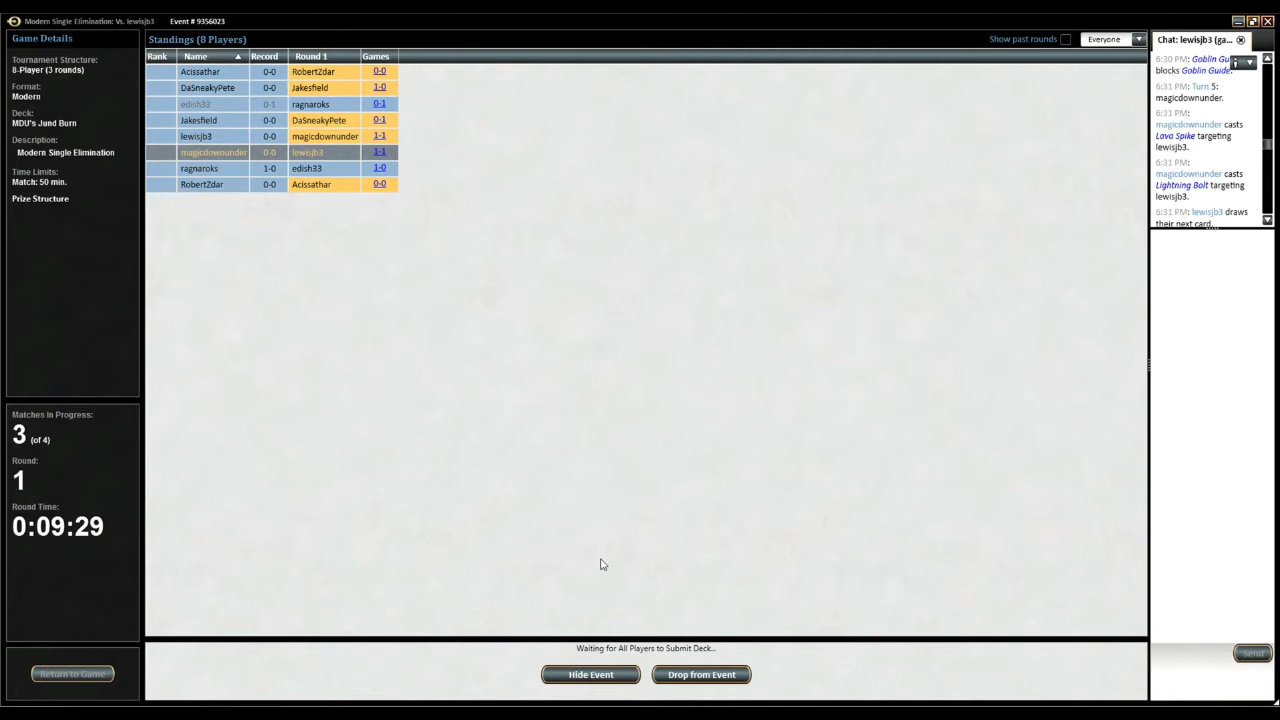 Modern Single Elimination: Vs. lewisjb3 Event # 9356023
Game Details
Tournament Structure:
8-Player (3 rounds)
Format:
Modern
Deck:
MDU's Jund Burn
Description:
Modern Single Elimination
Time Limits:
Match: 50 min.
Prize Structure
Matches In Progress:
3 (of 4)
Round:
1
Round Time:
0:09:29
Return to Game
Standings (8 Players)
Show past rounds Everyone
Rank Name Record Round 1 Games
Acissathar 0-0 RobertZdar 0-0
DaSneakyPete 0-0 Jakesfield 1-0
edish33 0-1 ragnaroks 0-1
Jakesfield 0-0 DaSneakyPete 0-1
lewisjb3 0-0 magicdownunder 1-1
magicdownunder 0-0 lewisjb3 1-1
ragnaroks 1-0 edish33 1-0
RobertZdar 0-0 Acissathar 0-0
Waiting for All Players to Submit Deck...
Hide Event Drop from Event
Chat: lewisjb3 (ga...
6:30 PM: Goblin Gu
blocks Goblin Guide.
6:31 PM: Turn 5:
magicdownunder.
6:31 PM:
magicdownunder casts
Lava Spike targeting
lewisjb3.
6:31 PM:
magicdownunder casts
Lightning Bolt targeting
lewisjb3.
6:31 PM: lewisjb3 draws
their next card.
Send